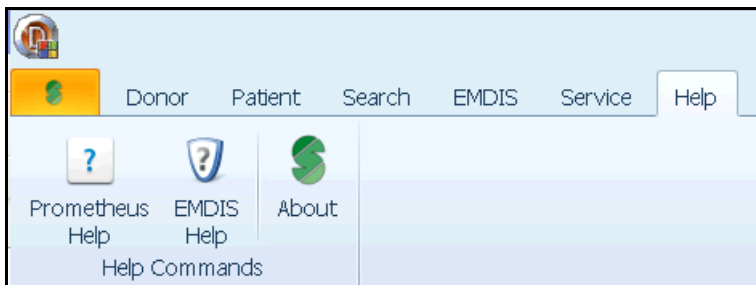 Donor Patient Search EMDIS Service Help
Prometheus Help
EMDIS Help
About
Help Commands